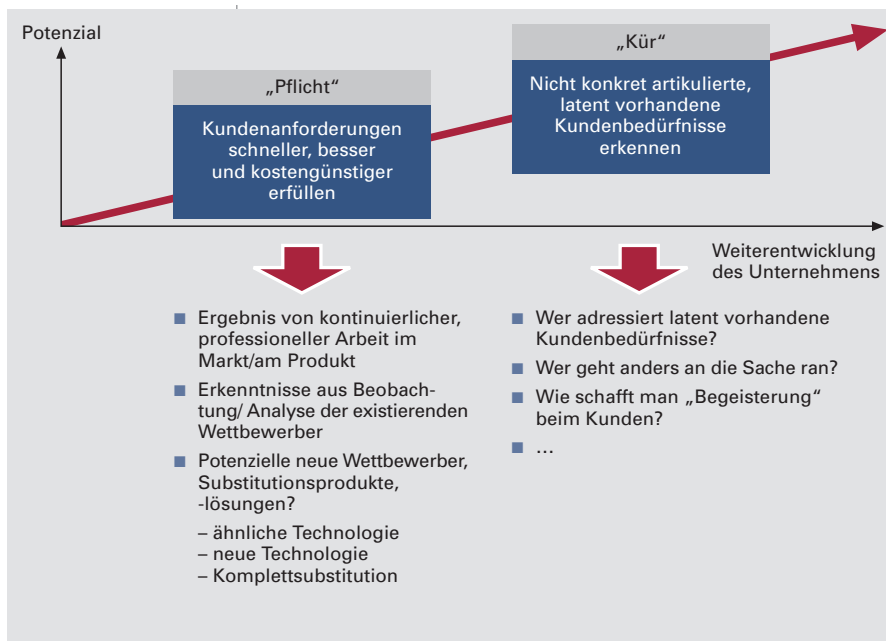 Potenzial
„Pflicht“
Kundenanforderungen
schneller, besser
und kostengünstiger
erfüllen
„Kür“
Nicht konkret artikulierte,
latent vorhandene
Kundenbedürfnisse
erkennen
Weiterentwicklung
des Unternehmens
Ergebnis von kontinuierlicher,
professioneller Arbeit im
Markt/am Produkt
Erkenntnisse aus Beobach-
tung/ Analyse der existierenden
Wettbewerber
Potenzielle neue Wettbewerber,
Substitutionsprodukte,
-lösungen?
– ähnliche Technologie
– neue Technologie
– Komplettsubstitution
Wer adressiert latent vorhandene
Kundenbedürfnisse?
Wer geht anders an die Sache ran?
Wie schafft man „Begeisterung“
beim Kunden?
…